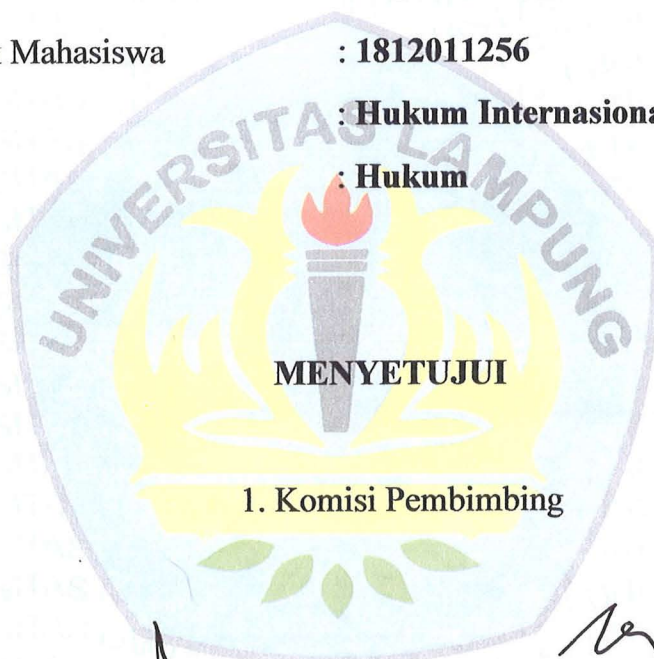 Mahasiswa : 1812011256
: Hukum Internasiona
: Hukum
UNIVERSITAS LAMPUNG
MENYETUJUI
1. Komisi Pembimbing